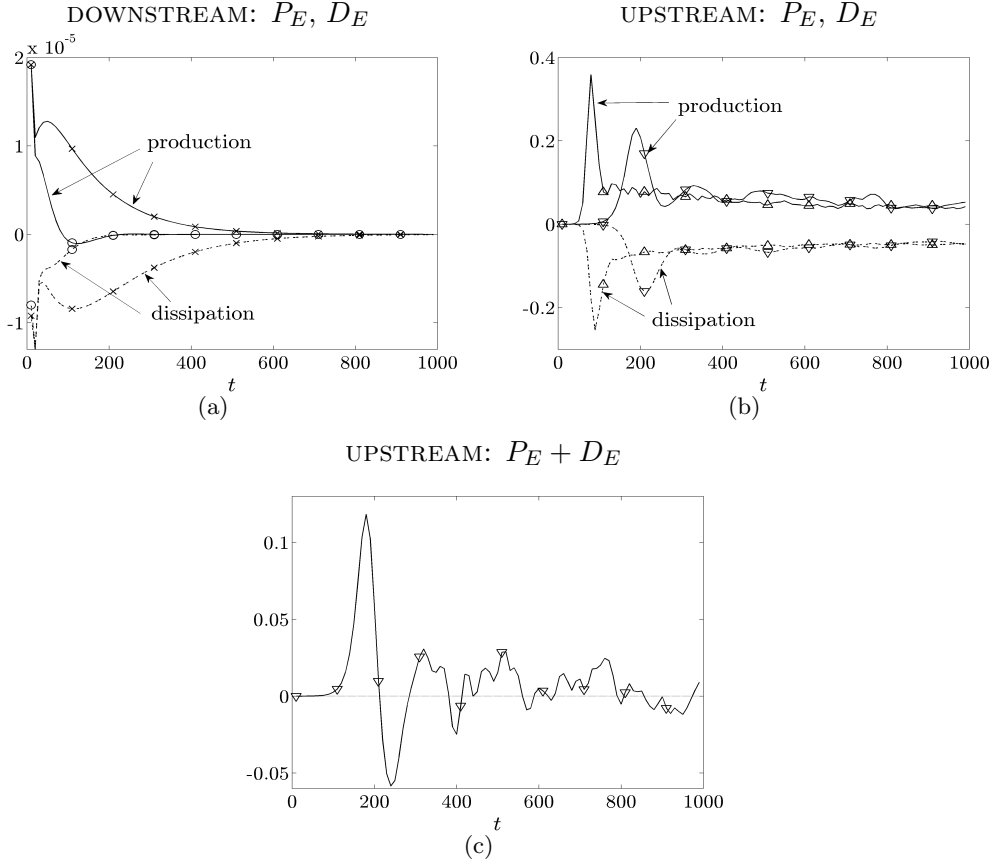 DOWNSTREAM: P_E, D_E
x 10^-5
2
1
0
-1
production
dissipation
0 200 400 600 800 1000
t
(a)
UPSTREAM: P_E, D_E
0.4
0.2
0
-0.2
production
dissipation
0 200 400 600 800 1000
t
(b)
UPSTREAM: P_E + D_E
0.1
0.05
0
-0.05
0 200 400 600 800 1000
t
(c)